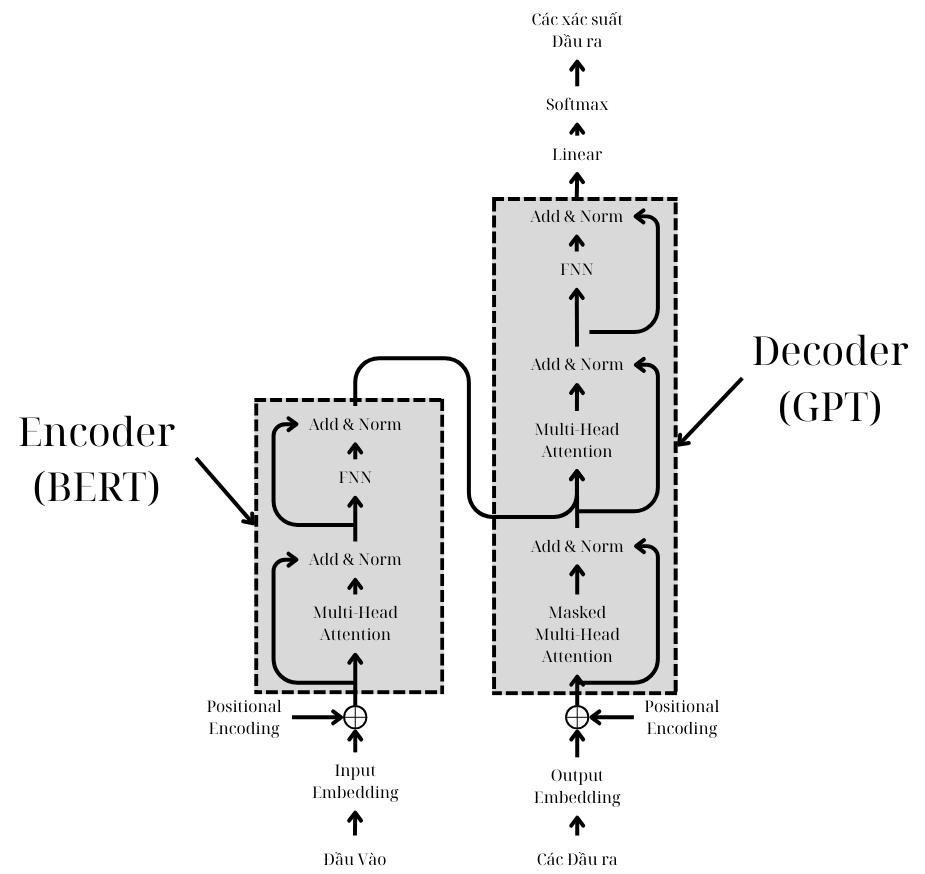 Các xác suất
Đầu ra
Softmax
Linear
Add & Norm
FNN
Add & Norm
Multi-Head
Attention
Add & Norm
Masked
Multi-Head
Attention
Positional
Encoding
Output
Embedding
Các Đầu ra
Decoder
(GPT)
Encoder
(BERT)
Add & Norm
FNN
Add & Norm
Multi-Head
Attention
Positional
Encoding
Input
Embedding
Đầu Vào